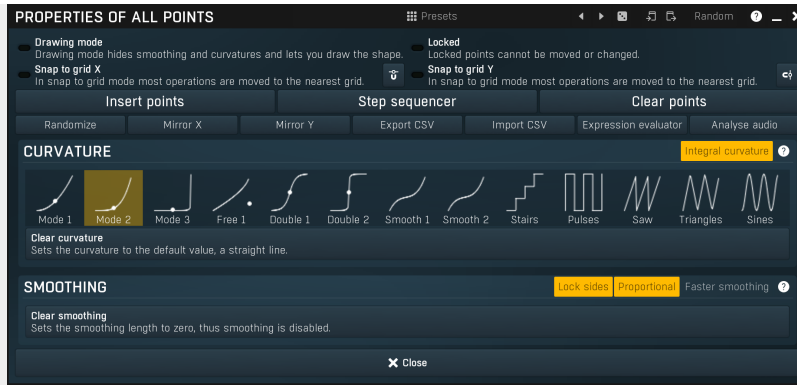 PROPERTIES OF ALL POINTS
Presets
Random
?
Drawing mode
Drawing mode hides smoothing and curvatures and lets you draw the shape.
Locked
Locked points cannot be moved or changed.
Snap to grid X
In snap to grid mode most operations are moved to the nearest grid.
Snap to grid Y
In snap to grid mode most operations are moved to the nearest grid.
Insert points
Step sequencer
Clear points
Randomize
Mirror X
Mirror Y
Export CSV
Import CSV
Expression evaluator
Analyse audio
CURVATURE
Integral curvature
?
Mode 1
Mode 2
Mode 3
Free 1
Double 1
Double 2
Smooth 1
Smooth 2
Stairs
Pulses
Saw
Triangles
Sines
Clear curvature
Sets the curvature to the default value, a straight line.
SMOOTHING
Lock sides
Proportional
Faster smoothing
?
Clear smoothing
Sets the smoothing length to zero, thus smoothing is disabled.
Close